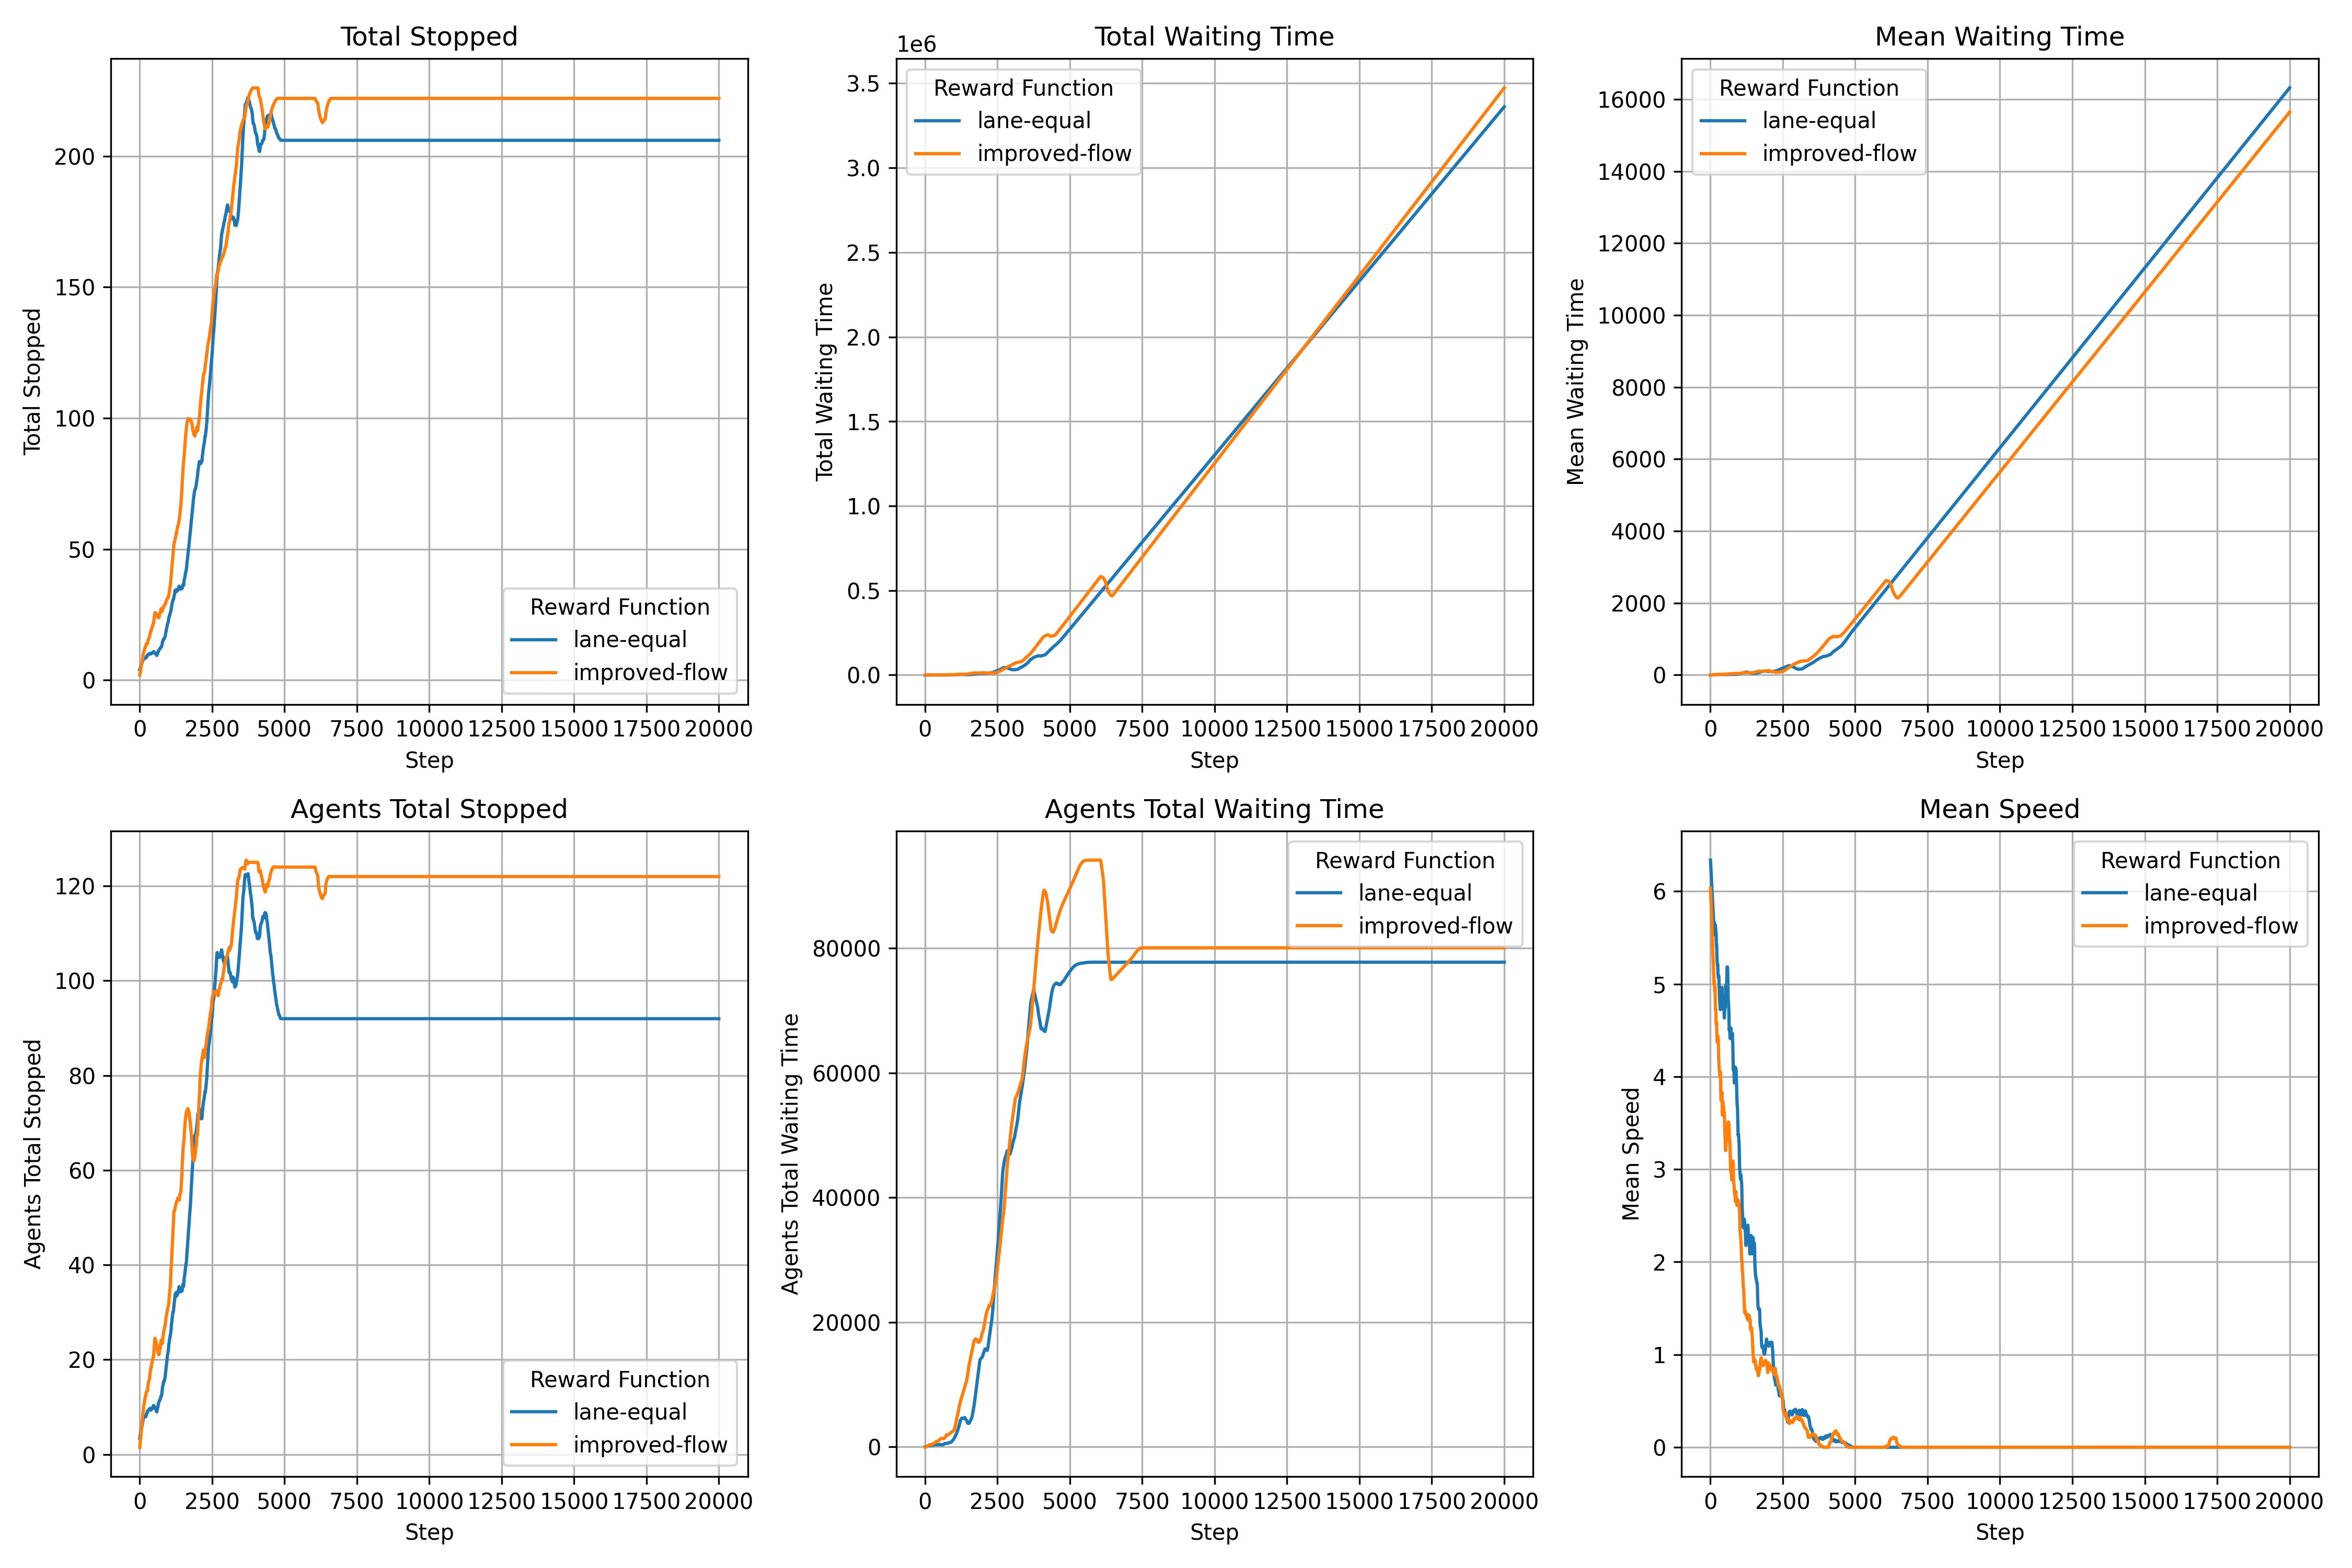 Total Stopped
Total Stopped
200
150
100
50
0
Reward Function
lane-equal
improved-flow
0 2500 5000 7500 10000 12500 15000 17500 20000
Step
Total Waiting Time
1e6
Total Waiting Time
3.5
3.0
2.5
2.0
1.5
1.0
0.5
0.0
Reward Function
lane-equal
improved-flow
0 2500 5000 7500 10000 12500 15000 17500 20000
Step
Mean Waiting Time
Mean Waiting Time
16000
14000
12000
10000
8000
6000
4000
2000
0
Reward Function
lane-equal
improved-flow
0 2500 5000 7500 10000 12500 15000 17500 20000
Step
Agents Total Stopped
Agents Total Stopped
120
100
80
60
40
20
0
Reward Function
lane-equal
improved-flow
0 2500 5000 7500 10000 12500 15000 17500 20000
Step
Agents Total Waiting Time
Agents Total Waiting Time
80000
60000
40000
20000
0
Reward Function
lane-equal
improved-flow
0 2500 5000 7500 10000 12500 15000 17500 20000
Step
Mean Speed
Mean Speed
6
5
4
3
2
1
0
Reward Function
lane-equal
improved-flow
0 2500 5000 7500 10000 12500 15000 17500 20000
Step